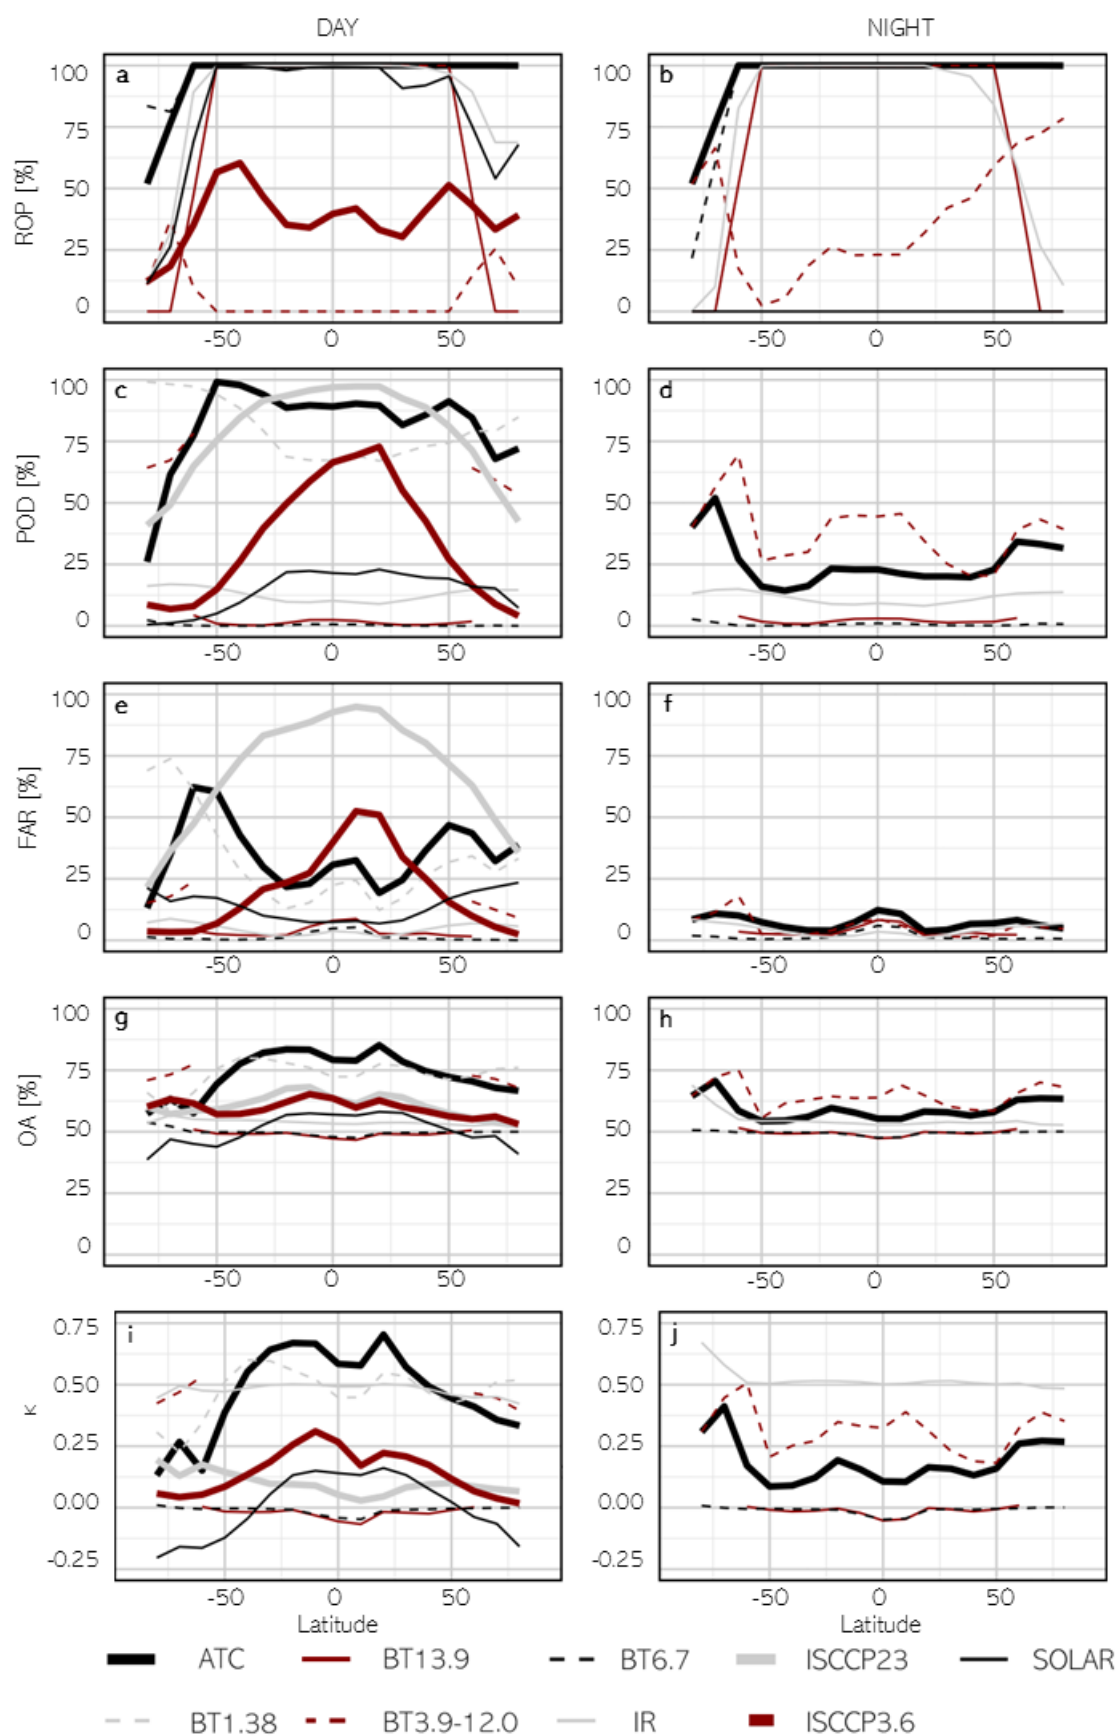 DAY NIGHT
a b
100 100
75 75
ROP [%]
50 50
25 25
0 0
-50 0 50 -50 0 50
c d
100 100
75 75
POD [%]
50 50
25 25
0 0
-50 0 50 -50 0 50
e f
100 100
75 75
FAR [%]
50 50
25 25
0 0
-50 0 50 -50 0 50
g h
100 100
75 75
OA [%]
50 50
25 25
0 0
-50 0 50 -50 0 50
i j
0.75 0.75
0.50 0.50
κ
0.25 0.25
0.00 0.00
-0.25 -0.25
-50 0 50 -50 0 50
Latitude Latitude
ATC BT13.9 BT6.7 ISCCP23 SOLAR
BT1.38 BT3.9-12.0 IR ISCCP3.6